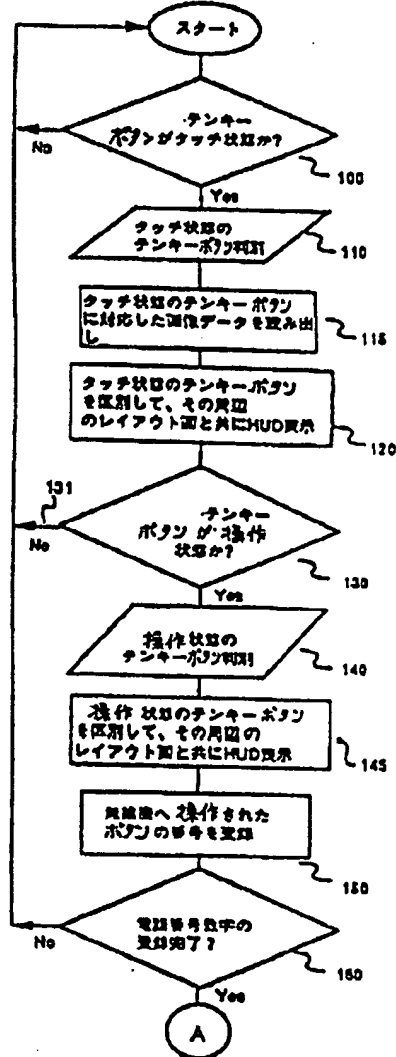 スタート
テンキー
ボタンがタッチ状態か?
No
100
Yes
タッチ状態の
テンキーボタン判別
110
タッチ状態のテンキーボタン
に対応した画像データを読み出
し
115
タッチ状態のテンキーボタン
を区別して、その周辺
のレイアウト図と共にHUD表示
120
131
テンキー
ボタンが操作
状態か?
No
130
Yes
操作状態の
テンキーボタン判別
140
操作状態のテンキーボタン
を区別して、その周辺の
レイアウト図と共にHUD表示
145
へ操作された
ボタンの番号を登録
150
電話番号数字の
登録完了?
No
160
Yes
A